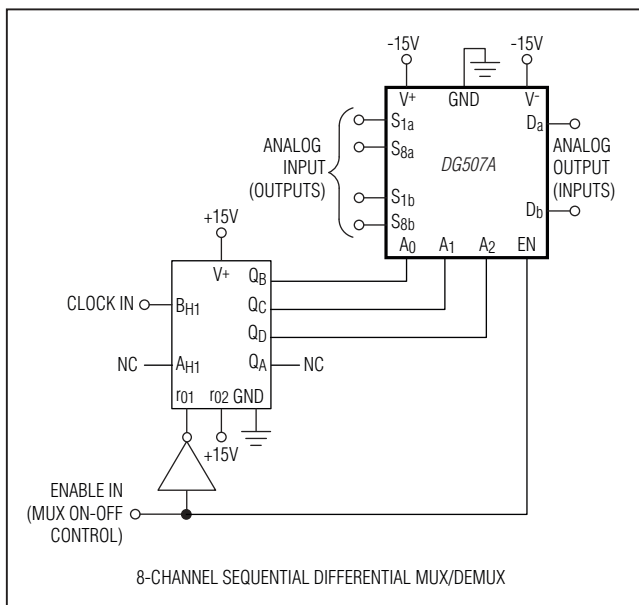 -15V -15V
V+ GND V-
S1a Da
ANALOG INPUT (OUTPUTS)
S8a DG507A ANALOG OUTPUT (INPUTS)
S1b
S8b Db
A0 A1 A2 EN
+15V
V+
QB
CLOCK IN BH1 QC
QD
NC AH1 QA NC
r01 r02 GND
+15V
ENABLE IN
(MUX ON-OFF
CONTROL)
8-CHANNEL SEQUENTIAL DIFFERENTIAL MUX/DEMUX